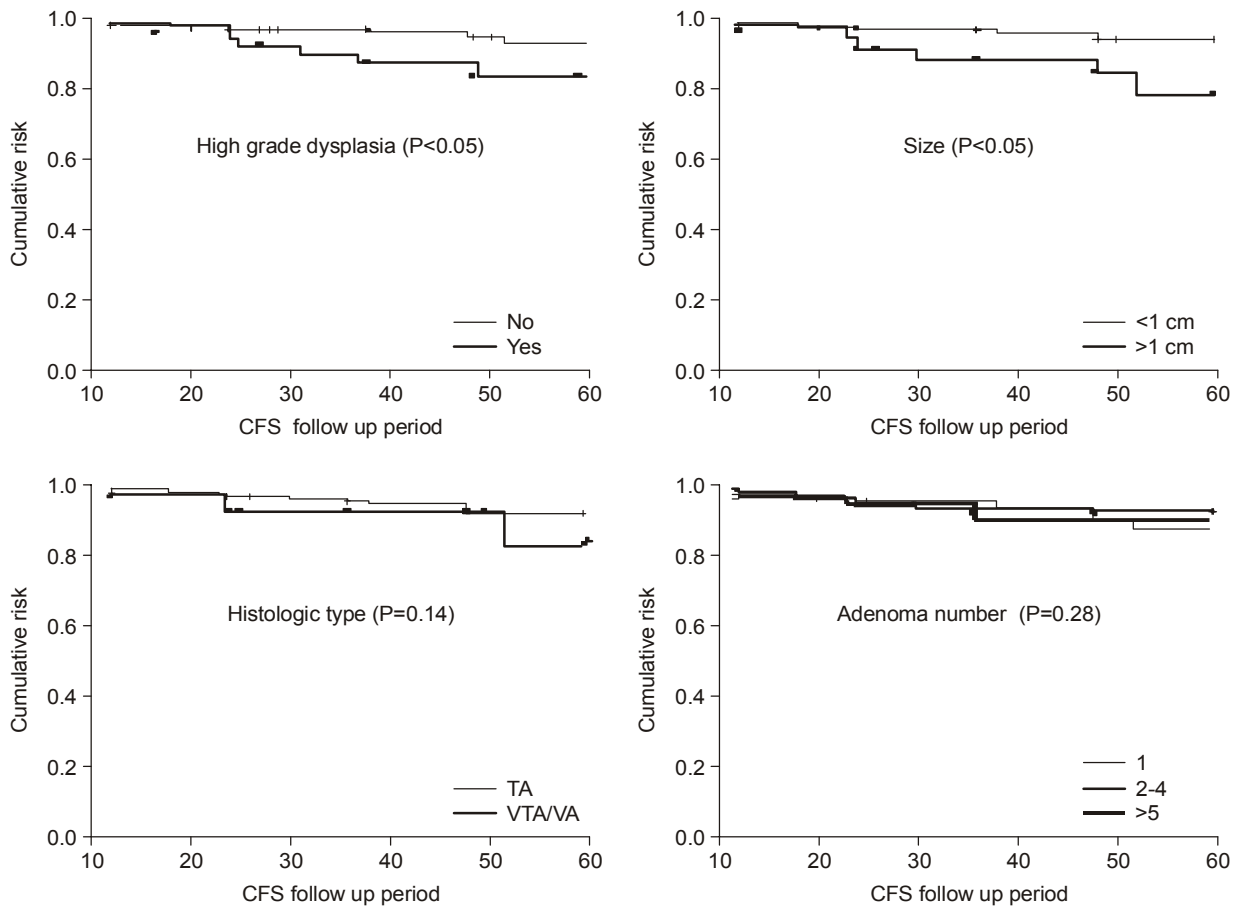 1.0
0.8
0.6
0.4
0.2
0.0
Cumulative risk
High grade dysplasia (P<0.05)
No
Yes
10 20 30 40 50 60
CFS follow up period
1.0
0.8
0.6
0.4
0.2
0.0
Cumulative risk
Size (P<0.05)
<1 cm
>1 cm
10 20 30 40 50 60
CFS follow up period
1.0
0.8
0.6
0.4
0.2
0.0
Cumulative risk
Histologic type (P=0.14)
TA
VTA/VA
10 20 30 40 50 60
CFS follow up period
1.0
0.8
0.6
0.4
0.2
0.0
Cumulative risk
Adenoma number (P=0.28)
1
2-4
>5
10 20 30 40 50 60
CFS follow up period